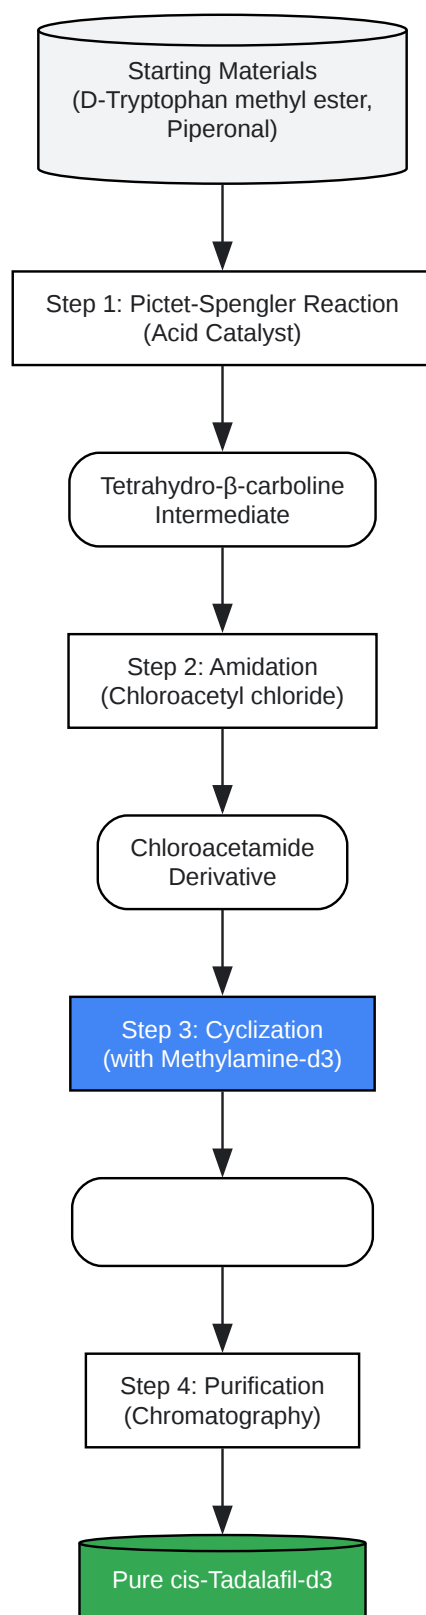 Starting Materials
(D-Tryptophan methyl ester,
Piperonal)
Step 1: Pictet-Spengler Reaction
(Acid Catalyst)
Tetrahydro-β-carboline
Intermediate
Step 2: Amidation
(Chloroacetyl chloride)
Chloroacetamide
Derivative
Step 3: Cyclization
(with Methylamine-d3)
Step 4: Purification
(Chromatography)
Pure cis-Tadalafil-d3